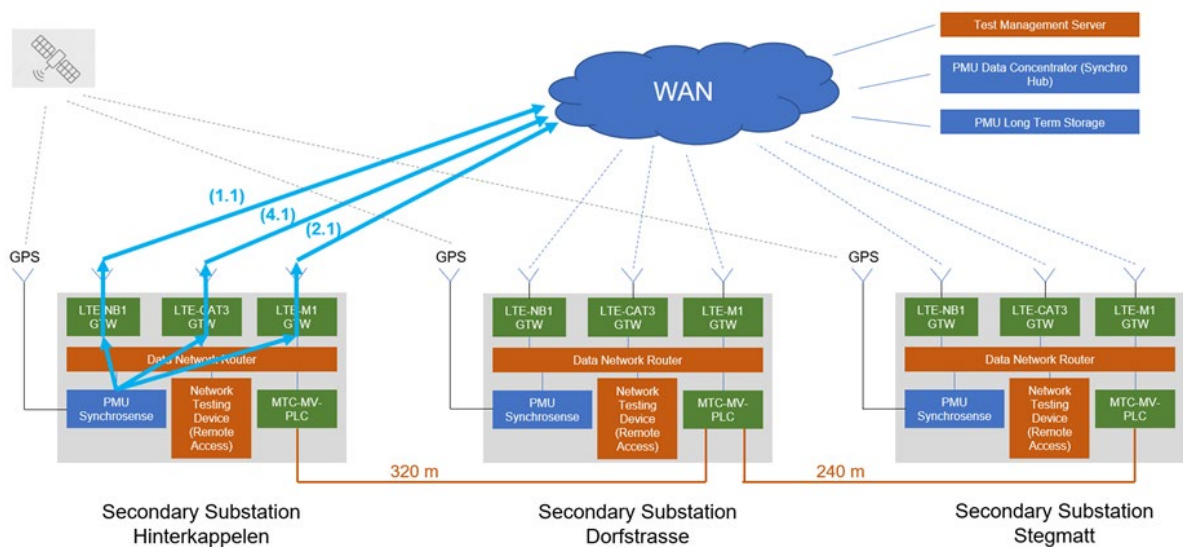 Test Management Server
PMU Data Concentrator (Synchro
Hub)
PMU Long Term Storage
WAN
(1.1)
(4.1)
(2.1)
GPS
GPS
GPS
LTE-NB1
GTW
LTE-CAT3
GTW
LTE-M1
GTW
Data Network Router
PMU
Synchrosense
Network
Testing
Device
(Remote
Access)
MTC-MV-
PLC
LTE-NB1
GTW
LTE-CAT3
GTW
LTE-M1
GTW
Data Network Router
PMU
Synchrosense
Network
Testing
Device
(Remote
Access)
MTC-MV-
PLC
LTE-NB1
GTW
LTE-CAT3
GTW
LTE-M1
GTW
Data Network Router
PMU
Synchrosense
Network
Testing
Device
(Remote
Access)
MTC-MV-
PLC
320 m
240 m
Secondary Substation
Hinterkappelen
Secondary Substation
Dorfstrasse
Secondary Substation
Stegmatt